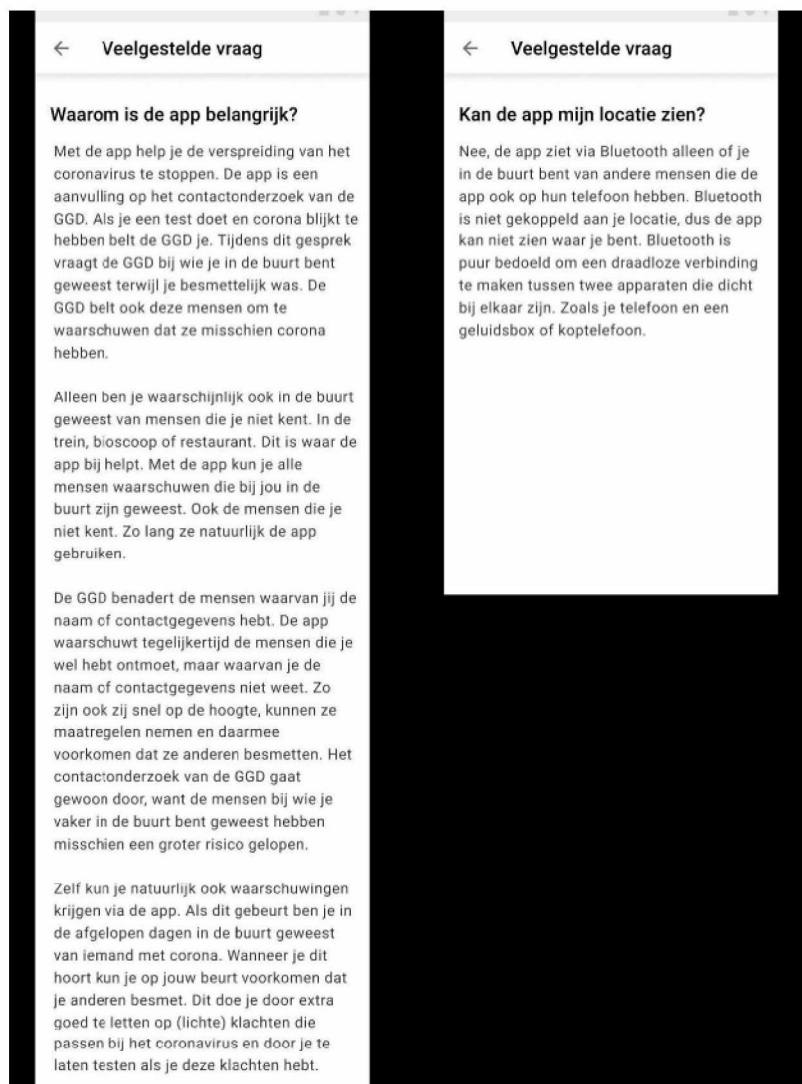 Veelgestelde vraag
Waarom is de app belangrijk?
Met de app help je de verspreiding van het
coronavirus te stoppen. De app is een
aanvulling op het contactonderzoek van de
GGD. Als je een test doet en corona blijkt te
hebben belt de GGD je. Tijdens dit gesprek
vraagt de GGD bij wie je in de buurt bent
geweest terwijl je besmettelijk was. De
GGD belt ook deze mensen om te
waarschuwen dat ze misschien corona
hebben.
Alleen ben je waarschijnlijk ook in de buurt
geweest van mensen die je niet kent. In de
trein, bioscoop of restaurant. Dit is waar de
app bij helpt. Met de app kun je alle
mensen waarschuwen die bij jou in de
buurt zijn geweest. Ook de mensen die je
niet kent. Zo lang ze natuurlijk de app
gebruiken.
De GGD benadert de mensen waarvan jij de
naam of contactgegevens hebt. De app
waarschuwt tegelijkertijd de mensen die je
wel hebt ontmoet, maar waarvan je de
naam of contactgegevens niet weet. Zo
zijn ook zij snel op de hoogte, kunnen ze
maatregelen nemen en daarmee
voorkomen dat ze anderen besmetten. Het
contactonderzoek van de GGD gaat
gewoon door, want de mensen bij wie je
vaker in de buurt bent geweest hebben
misschien een groter risico gelopen.
Zelf kun je natuurlijk ook waarschuwingen
krijgen via de app. Als dit gebeurt ben je in
de afgelopen dagen in de buurt geweest
van iemand met corona. Wanneer je dit
hoort kun je op jouw beurt voorkomen dat
je anderen besmet. Dit doe je door extra
goed te letten op (lichte) klachten die
passen bij het coronavirus en door je te
laten testen als je deze klachten hebt.
Veelgestelde vraag
Kan de app mijn locatie zien?
Nee, de app ziet via Bluetooth alleen of je
in de buurt bent van andere mensen die de
app ook op hun telefoon hebben. Bluetooth
is niet gekoppeld aan je locatie, dus de app
kan niet zien waar je bent. Bluetooth is
puur bedoeld om een draadloze verbinding
te maken tussen twee apparaten die dicht
bij elkaar zijn. Zoals je telefoon en een
geluidsbox of koptelefoon.